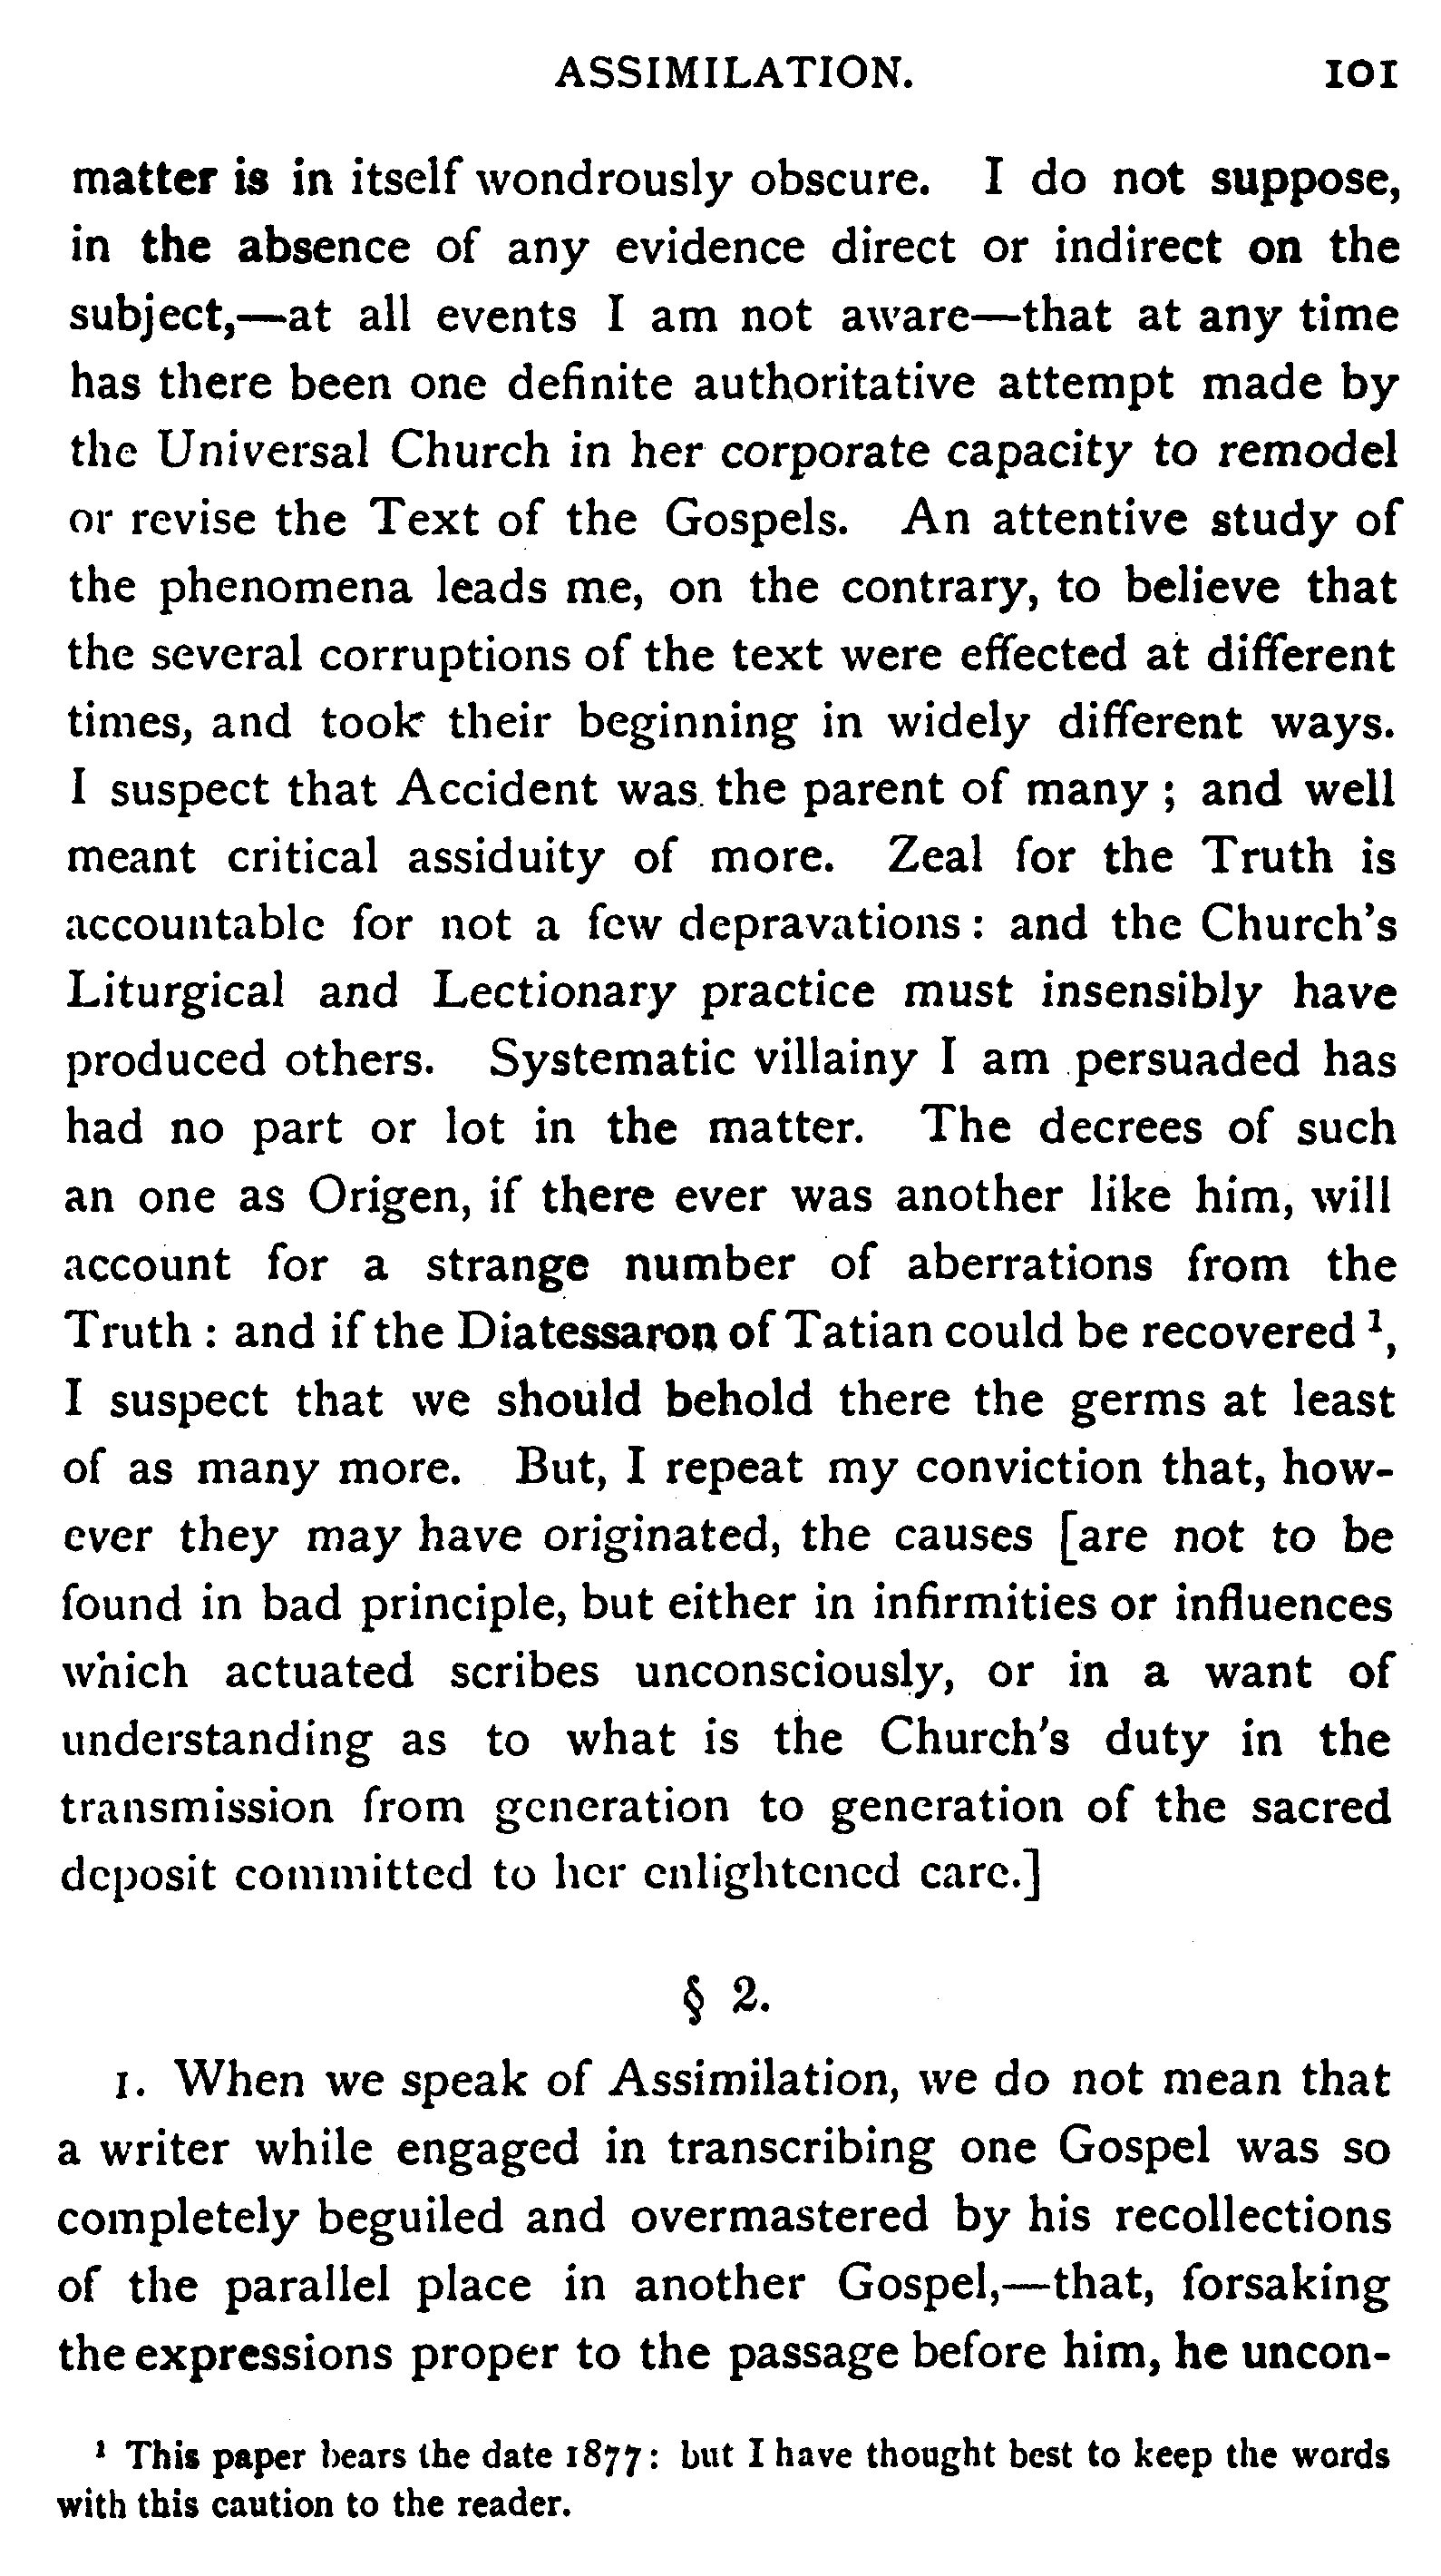 ASSIMILATION. 101
matter is in itself wondrously obscure. I do not suppose,
in the absence of any evidence direct or indirect on the
subject,—at all events I am not aware—that at any time
has there been one definite authoritative attempt made by
the Universal Church in her corporate capacity to remodel
or revise the Text of the Gospels. An attentive study of
the phenomena leads me, on the contrary, to believe that
the several corruptions of the text were effected at different
times, and took their beginning in widely different ways.
I suspect that Accident was the parent of many ; and well
meant critical assiduity of more. Zeal for the Truth is
accountable for not a few depravations : and the Church's
Liturgical and Lectionary practice must insensibly have
produced others. Systematic villainy I am persuaded has
had no part or lot in the matter. The decrees of such
an one as Origen, if there ever was another like him, will
account for a strange number of aberrations from the
Truth : and if the Diatessaron of Tatian could be recovered ¹,
I suspect that we should behold there the germs at least
of as many more. But, I repeat my conviction that, how-
ever they may have originated, the causes [are not to be
found in bad principle, but either in infirmities or influences
which actuated scribes unconsciously, or in a want of
understanding as to what is the Church's duty in the
transmission from generation to generation of the sacred
deposit committed to her enlightened care.]
§ 2.
1. When we speak of Assimilation, we do not mean that
a writer while engaged in transcribing one Gospel was so
completely beguiled and overmastered by his recollections
of the parallel place in another Gospel,—that, forsaking
the expressions proper to the passage before him, he uncon-
¹ This paper bears the date 1877 : but I have thought best to keep the words
with this caution to the reader.